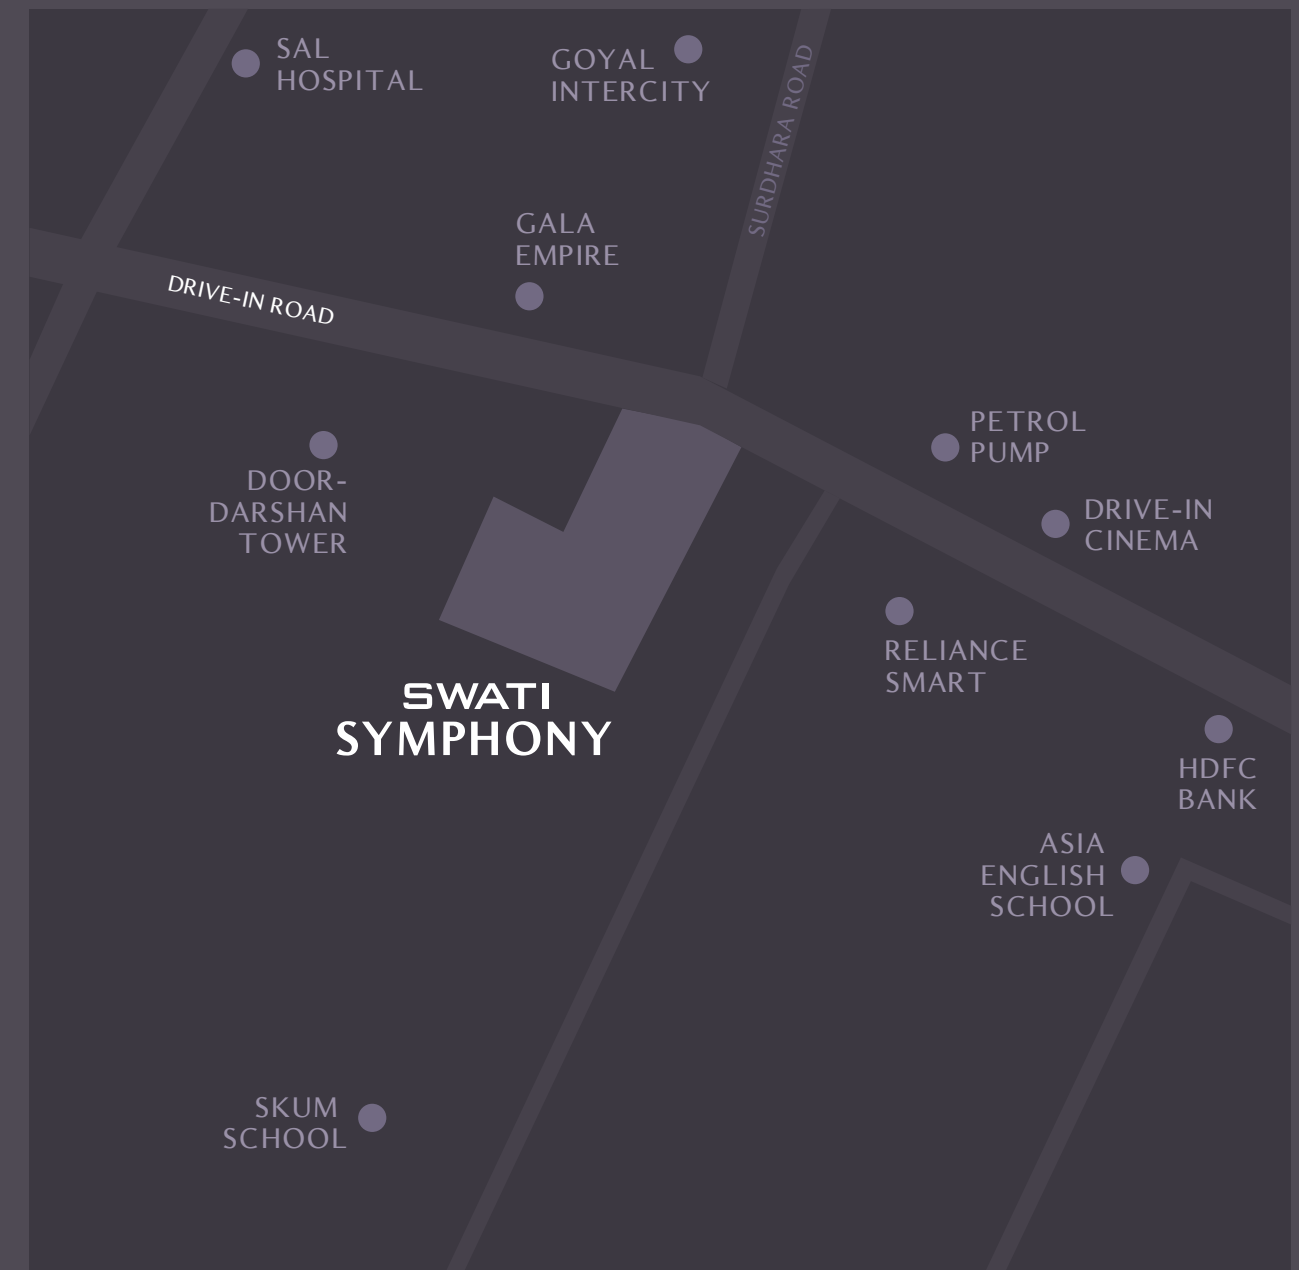 SAL
HOSPITAL
GOYAL
INTERCITY
SURDHARA ROAD
GALA
EMPIRE
DRIVE-IN ROAD
PETROL
PUMP
DOOR-
DARSHAN
TOWER
DRIVE-IN
CINEMA
RELIANCE
SMART
SWATI
SYMPHONY
HDFC
BANK
ASIA
ENGLISH
SCHOOL
SKUM
SCHOOL